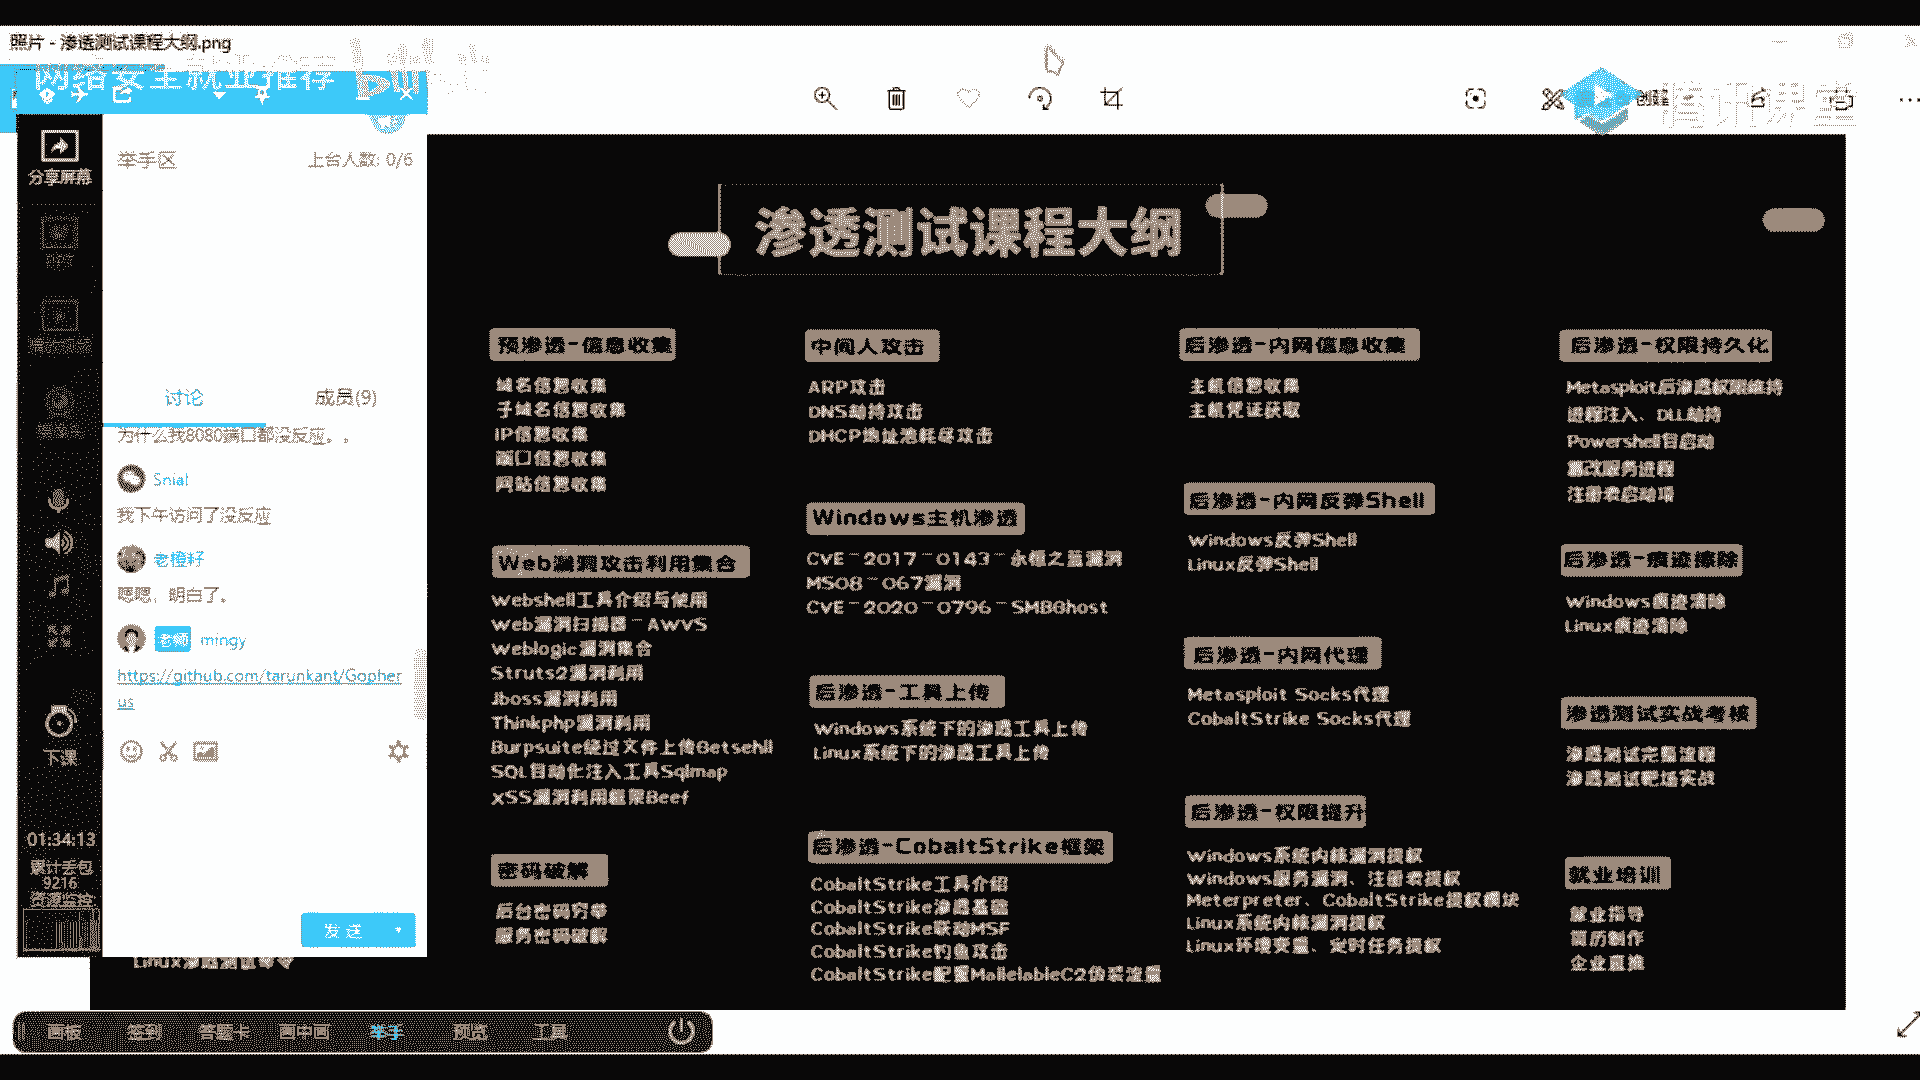 照片 - 渗透测试课程大纲.png
网络安全就业推荐
腾讯课堂
举手区
上台人数: 0/6
分享屏幕
讨论
成员(9)
为什么我8080端口都没反应。。
Snial
我下午访问了没反应
老橙籽
嗯嗯，明白了。
老师 mingy
https://github.com/tarunkant/Gopher
us
下课
01:34:13
累计丢包
9216
资源监控
发送
渗透测试课程大纲
预渗透-信息收集
域名信息收集
子域名信息收集
IP信息收集
端口信息收集
网站信息收集
Web漏洞攻击利用集合
Webshell工具介绍与使用
Web漏洞扫描器-AWVS
Weblogic漏洞集合
Struts2漏洞利用
Jboss漏洞利用
Thinkphp漏洞利用
Burpsuite绕过文件上传Getsehll
SQL自动化注入工具Sqlmap
XSS漏洞利用框架Beef
密码破解
后台密码穷举
服务密码破解
Linux渗透测试命令
中间人攻击
ARP攻击
DNS劫持攻击
DHCP地址池耗尽攻击
Windows主机渗透
CVE-2017-0143-永恒之蓝漏洞
MS08-067漏洞
CVE-2020-0796-SMBGhost
后渗透-工具上传
Windows系统下的渗透工具上传
Linux系统下的渗透工具上传
后渗透-CobaltStrike框架
CobaltStrike工具介绍
CobaltStrike渗透基础
CobaltStrike联动MSF
CobaltStrike钓鱼攻击
CobaltStrike配置MallelableC2伪装流量
后渗透-内网信息收集
主机信息收集
主机凭证获取
后渗透-内网反弹Shell
Windows反弹Shell
Linux反弹Shell
后渗透-内网代理
Metasploit Socks代理
CobaltStrike Socks代理
后渗透-权限提升
Windows系统内核漏洞提权
Windows服务漏洞、注册表提权
Meterpreter、CobaltStrike提权模块
Linux系统内核漏洞提权
Linux环境变量、定时任务提权
后渗透-权限持久化
Metasploit后渗透权限维持
进程注入、DLL劫持
Powershell自启动
篡改服务进程
注册表启动项
后渗透-痕迹擦除
Windows痕迹清除
Linux痕迹清除
渗透测试实战考核
渗透测试完整流程
渗透测试靶场实战
就业培训
就业指导
简历制作
企业直推
画板 签到 答题卡 画中画 举手 预览 工具